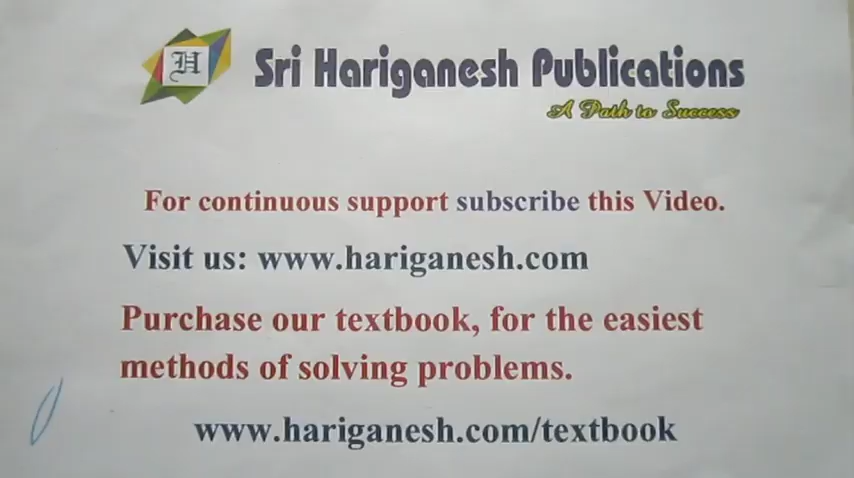 H
Sri Hariganesh Publications
A Path to Success
For continuous support subscribe this Video.
Visit us: www.hariganesh.com
Purchase our textbook, for the easiest
methods of solving problems.
www.hariganesh.com/textbook